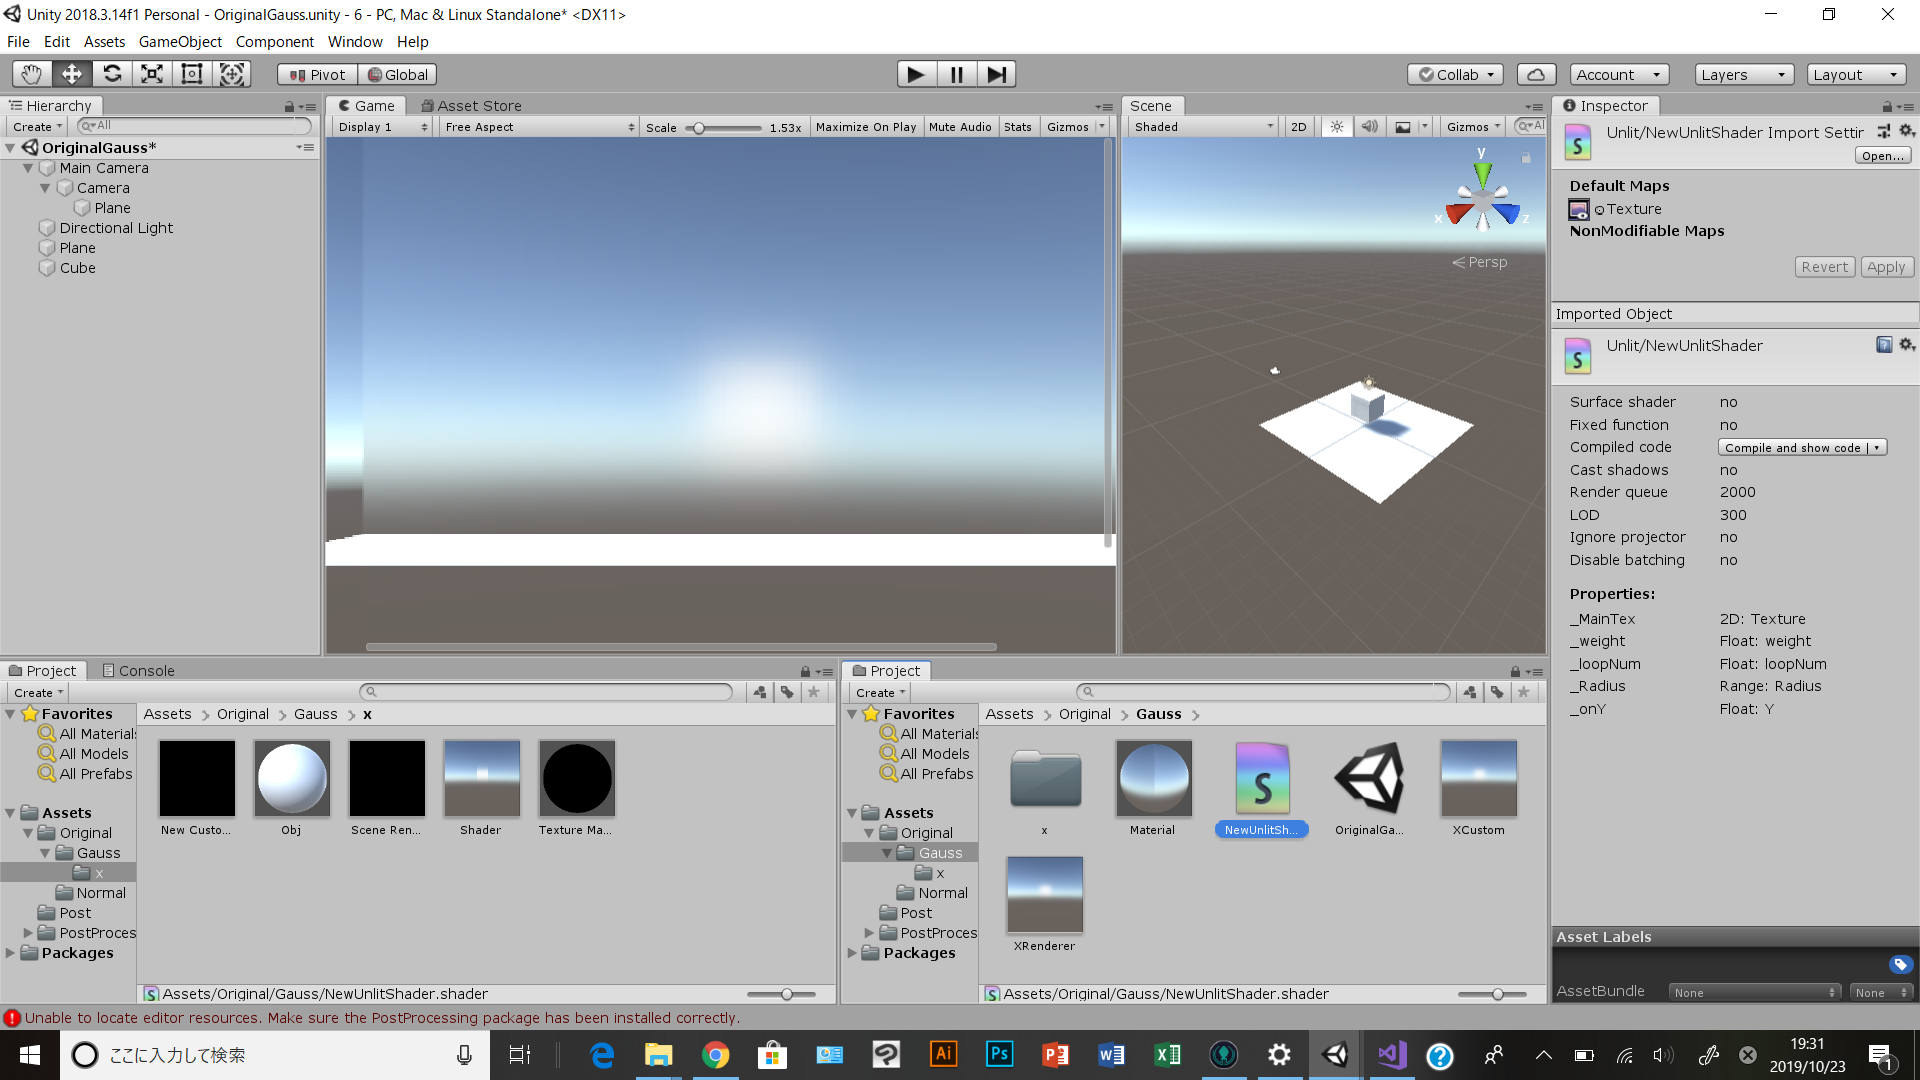 Unity 2018.3.14f1 Personal - OriginalGauss.unity - 6 - PC, Mac & Linux Standalone* <DX11>
File Edit Assets GameObject Component Window Help
Pivot Global Collab Account Layers Layout
Hierarchy
Create All
OriginalGauss*
Main Camera
Camera
Plane
Directional Light
Plane
Cube
Game Asset Store
Display 1 Free Aspect Scale 1.53x Maximize On Play Mute Audio Stats Gizmos
Scene
Shaded 2D Gizmos All
y
x z
Persp
Inspector
Unlit/NewUnlitShader Import Settir
Open...
Default Maps
Texture
NonModifiable Maps
Revert Apply
Imported Object
Unlit/NewUnlitShader
Surface shader no
Fixed function no
Compiled code Compile and show code
Cast shadows no
Render queue 2000
LOD 300
Ignore projector no
Disable batching no
Properties:
_MainTex 2D: Texture
_weight Float: weight
_loopNum Float: loopNum
_Radius Range: Radius
_onY Float: Y
Asset Labels
AssetBundle None None
Project Console
Create
Favorites
All Materials
All Models
All Prefabs
Assets
Original
Gauss
x
Normal
Post
PostProces
Packages
Assets Original Gauss x
New Custo...
Obj
Scene Ren...
Shader
Texture Ma...
Assets/Original/Gauss/NewUnlitShader.shader
Project
Create
Favorites
All Materials
All Models
All Prefabs
Assets
Original
Gauss
x
Normal
Post
PostProces
Packages
Assets Original Gauss
x
Material
S
NewUnlitSh...
OriginalGa...
XCustom
XRenderer
Assets/Original/Gauss/NewUnlitShader.shader
Unable to locate editor resources. Make sure the PostProcessing package has been installed correctly.
ここに入力して検索
19:31
2019/10/23
1